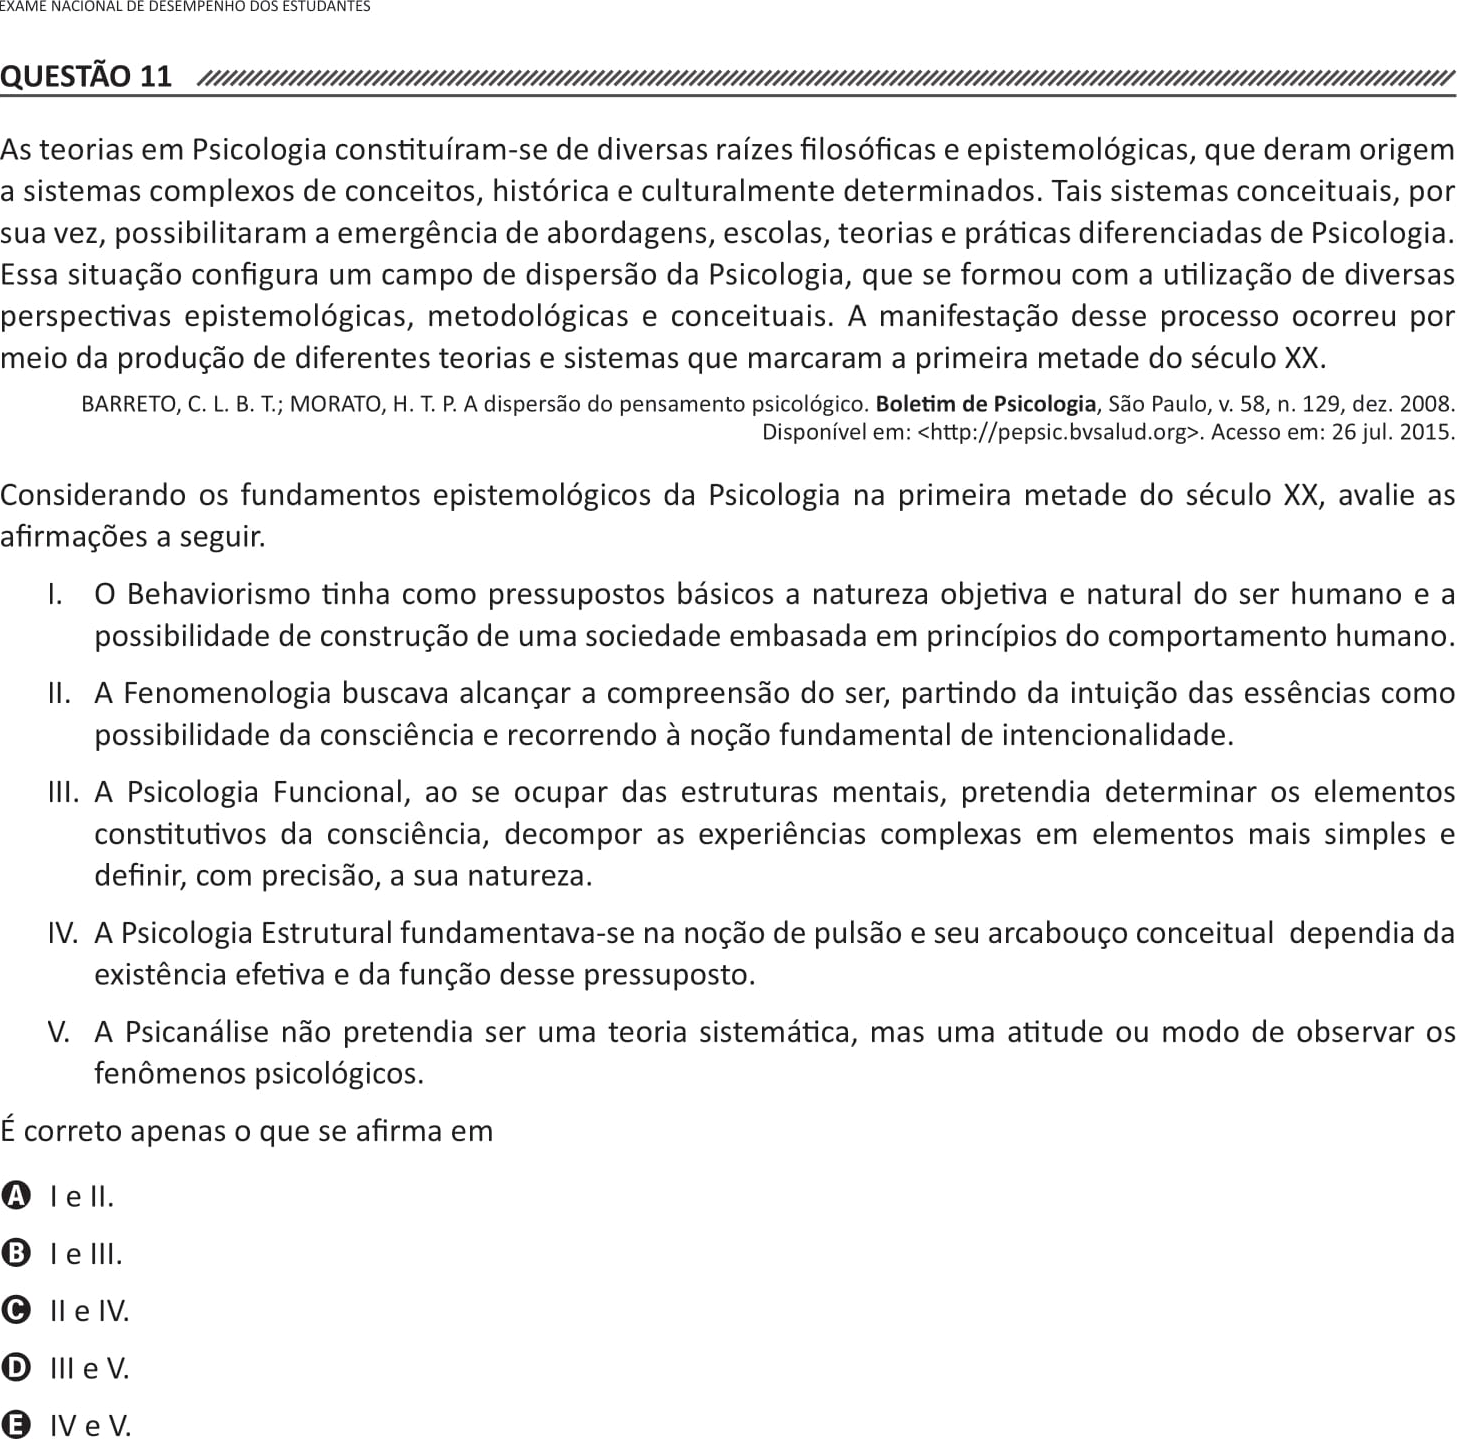 EXAME NACIONAL DE DESEMPENHO DOS ESTUDANTES
QUESTÃO 11
As teorias em Psicologia constituíram-se de diversas raízes filosóficas e epistemológicas, que deram origem
a sistemas complexos de conceitos, histórica e culturalmente determinados. Tais sistemas conceituais, por
sua vez, possibilitaram a emergência de abordagens, escolas, teorias e práticas diferenciadas de Psicologia.
Essa situação configura um campo de dispersão da Psicologia, que se formou com a utilização de diversas
perspectivas epistemológicas, metodológicas e conceituais. A manifestação desse processo ocorreu por
meio da produção de diferentes teorias e sistemas que marcaram a primeira metade do século XX.
BARRETO, C. L. B. T.; MORATO, H. T. P. A dispersão do pensamento psicológico. Boletim de Psicologia, São Paulo, v. 58, n. 129, dez. 2008.
Disponível em: <http://pepsic.bvsalud.org>. Acesso em: 26 jul. 2015.
Considerando os fundamentos epistemológicos da Psicologia na primeira metade do século XX, avalie as
afirmações a seguir.
I. O Behaviorismo tinha como pressupostos básicos a natureza objetiva e natural do ser humano e a
possibilidade de construção de uma sociedade embasada em princípios do comportamento humano.
II. A Fenomenologia buscava alcançar a compreensão do ser, partindo da intuição das essências como
possibilidade da consciência e recorrendo à noção fundamental de intencionalidade.
III. A Psicologia Funcional, ao se ocupar das estruturas mentais, pretendia determinar os elementos
constitutivos da consciência, decompor as experiências complexas em elementos mais simples e
definir, com precisão, a sua natureza.
IV. A Psicologia Estrutural fundamentava-se na noção de pulsão e seu arcabouço conceitual dependia da
existência efetiva e da função desse pressuposto.
V. A Psicanálise não pretendia ser uma teoria sistemática, mas uma atitude ou modo de observar os
fenômenos psicológicos.
É correto apenas o que se afirma em
A I e II.
B I e III.
C II e IV.
D III e V.
E IV e V.